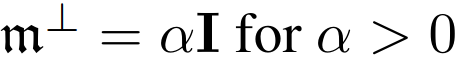 𝔪⊥ = α𝐈 for α > 0